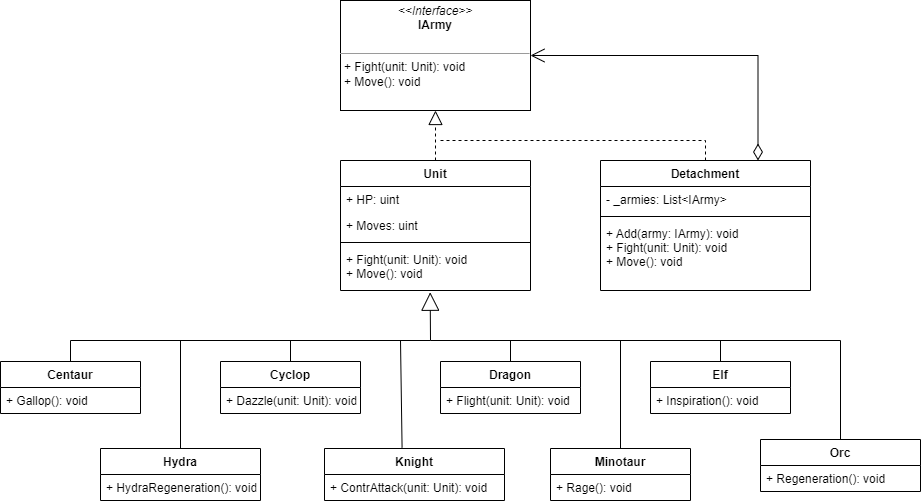 <<Interface>>
IArmy
+ Fight(unit: Unit): void
+ Move(): void
Unit
+ HP: uint
+ Moves: uint
+ Fight(unit: Unit): void
+ Move(): void
Detachment
- _armies: List<IArmy>
+ Add(army: IArmy): void
+ Fight(unit: Unit): void
+ Move(): void
Centaur
+ Gallop(): void
Cyclop
+ Dazzle(unit: Unit): void
Dragon
+ Flight(unit: Unit): void
Elf
+ Inspiration(): void
Hydra
+ HydraRegeneration(): void
Knight
+ ContrAttack(unit: Unit): void
Minotaur
+ Rage(): void
Orc
+ Regeneration(): void